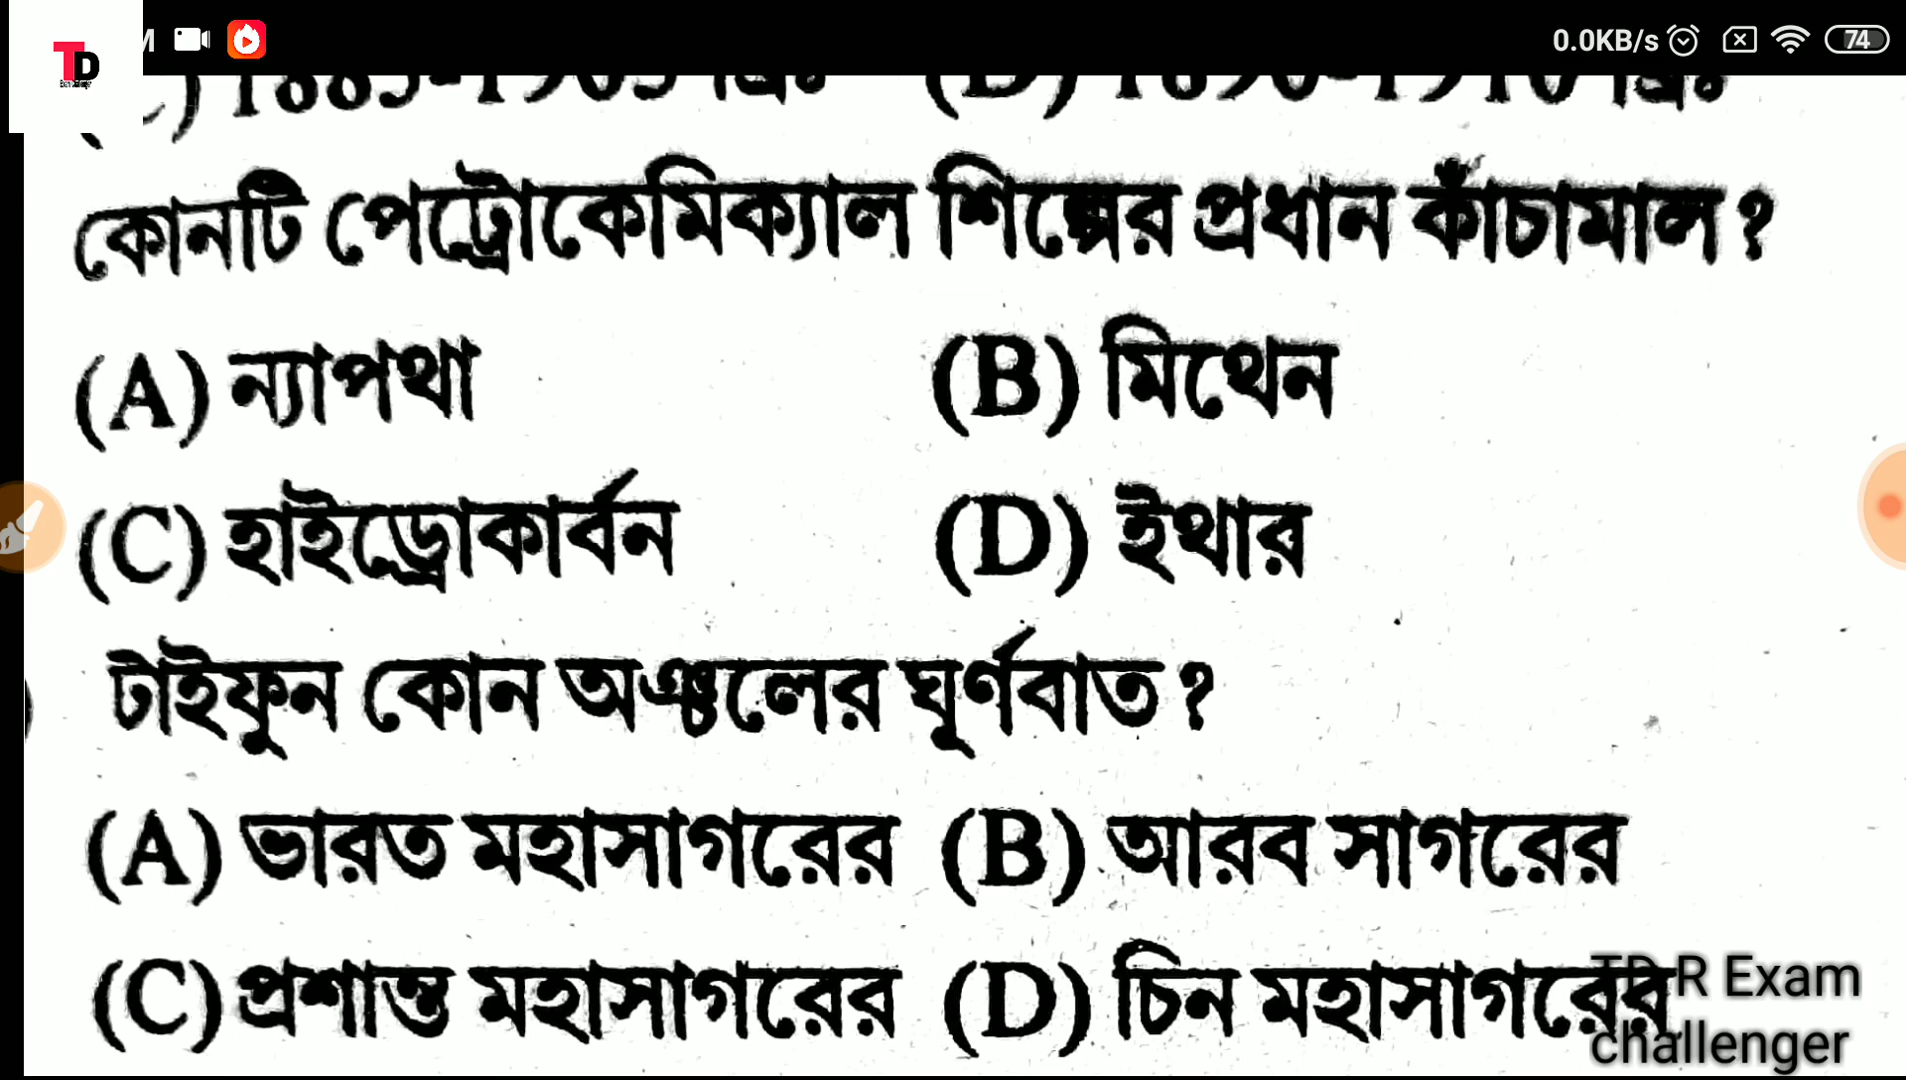 0.0KB/s 74
TD
কোনটি পেট্রোকেমিক্যাল শিল্পের প্রধান কাঁচামাল?
(A) ন্যাপথা (B) মিথেন
(C) হাইড্রোকার্বন (D) ইথার
টাইফুন কোন অঞ্চলের ঘূর্ণবাত?
(A) ভারত মহাসাগরের (B) আরব সাগরের
(C) প্রশান্ত মহাসাগরের (D) চিন মহাসাগরের
TD R Exam
challenger